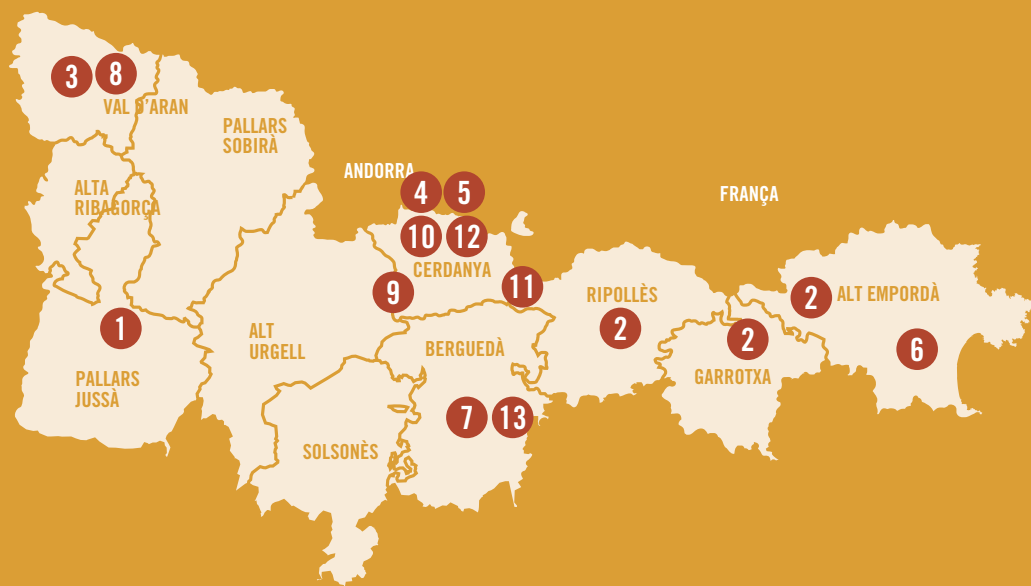 3 8
VAL D'ARAN
PALLARS
SOBIRÀ
ANDORRA
FRANÇA
ALTA
RIBAGORÇA
4 5
10 12
CERDANYA
9
11
RIPOLLÈS
2
2
ALT EMPORDÀ
1
2
6
ALT
URGELL
BERGUEDÀ
GARROTXA
PALLARS
JUSSÀ
7 13
SOLSONÈS